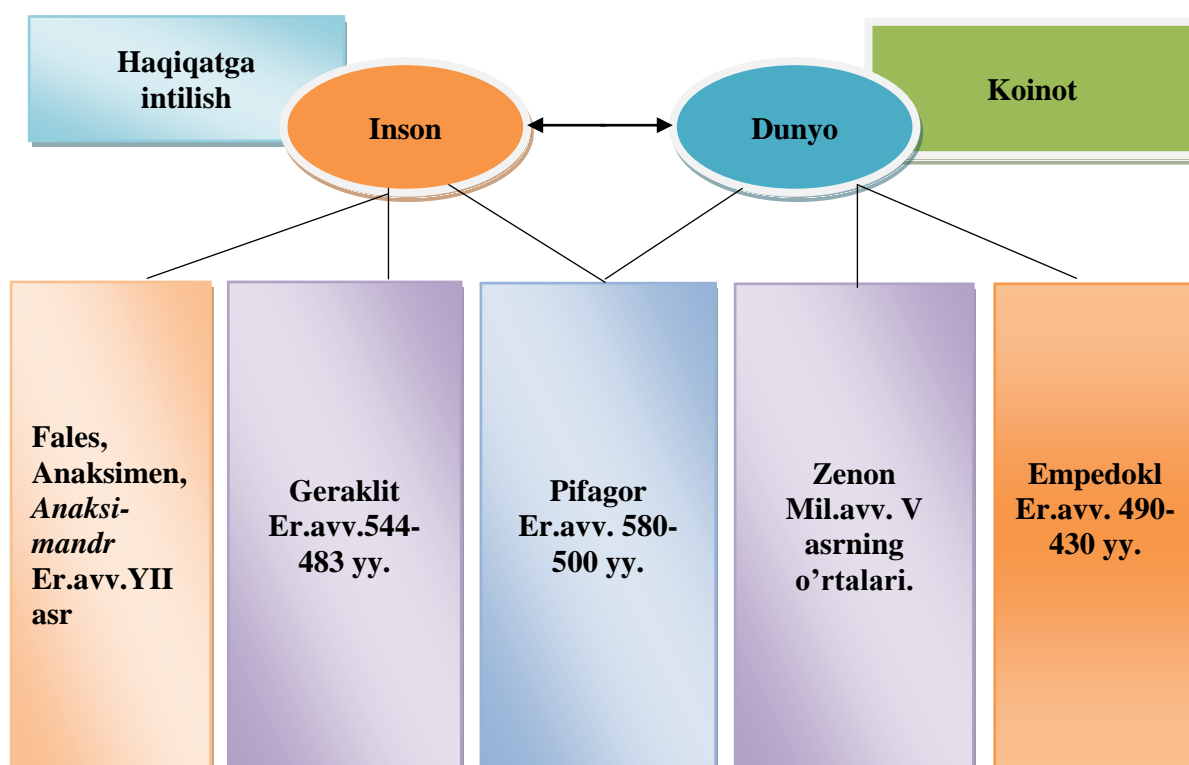 Haqiqatga
intilish
Inson
Dunyo
Koinot
Fales,
Anaksimen,
Anaksi-
mandr
Er.avv.YII
asr
Geraklit
Er.avv.544-
483 yy.
Pifagor
Er.avv. 580-
500 yy.
Zenon
Mil.avv. V
asrning
o’rtalari.
Empedokl
Er.avv. 490-
430 yy.